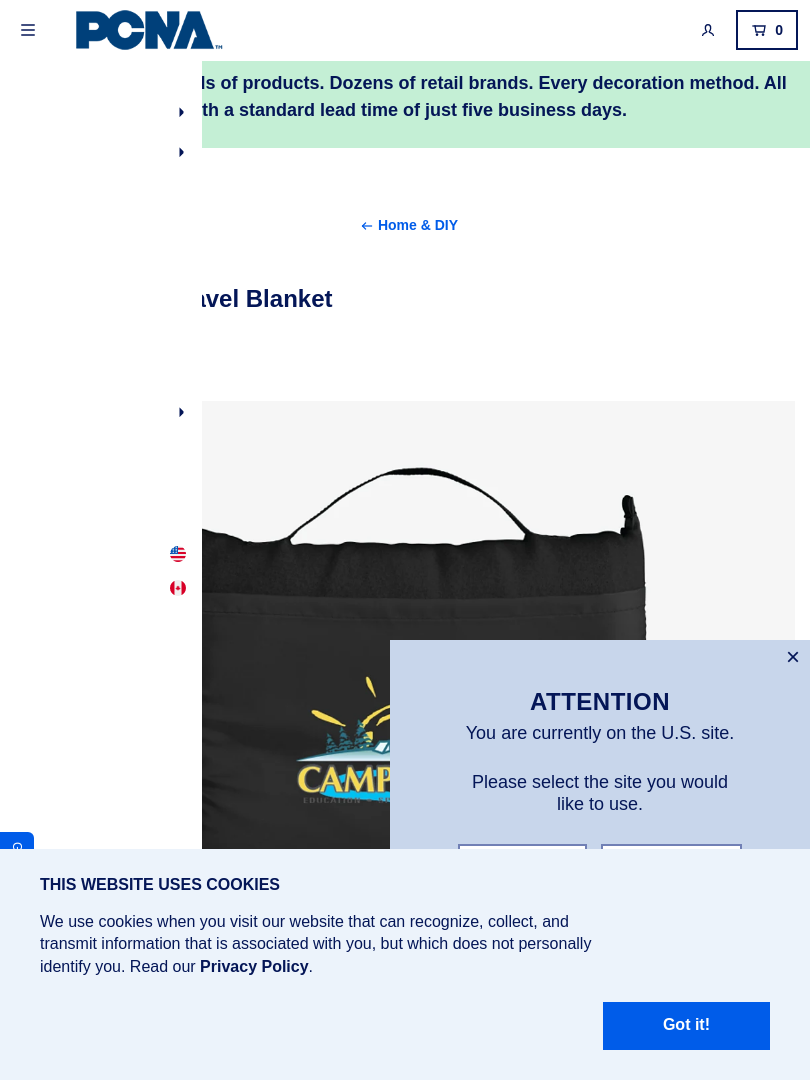 PCNA™
0
ls of products. Dozens of retail brands. Every decoration method. All
th a standard lead time of just five business days.
Home & DIY
avel Blanket
CAMP
ATTENTION
You are currently on the U.S. site.
Please select the site you would
like to use.
THIS WEBSITE USES COOKIES
We use cookies when you visit our website that can recognize, collect, and
transmit information that is associated with you, but which does not personally
identify you. Read our Privacy Policy.
Got it!